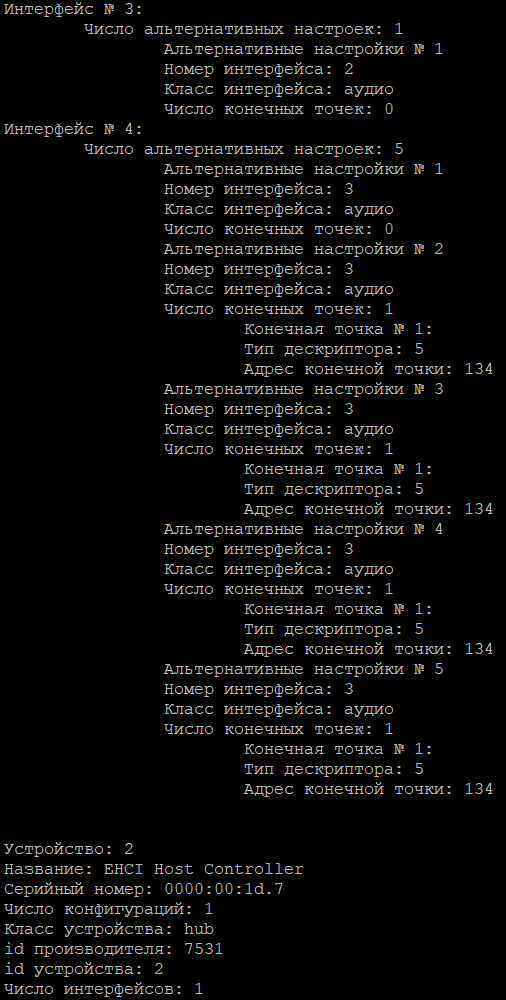 Интерфейс № 3:
Число альтернативных настроек: 1
Альтернативные настройки № 1
Номер интерфейса: 2
Класс интерфейса: аудио
Число конечных точек: 0
Интерфейс № 4:
Число альтернативных настроек: 5
Альтернативные настройки № 1
Номер интерфейса: 3
Класс интерфейса: аудио
Число конечных точек: 0
Альтернативные настройки № 2
Номер интерфейса: 3
Класс интерфейса: аудио
Число конечных точек: 1
Конечная точка № 1:
Тип дескриптора: 5
Адрес конечной точки: 134
Альтернативные настройки № 3
Номер интерфейса: 3
Класс интерфейса: аудио
Число конечных точек: 1
Конечная точка № 1:
Тип дескриптора: 5
Адрес конечной точки: 134
Альтернативные настройки № 4
Номер интерфейса: 3
Класс интерфейса: аудио
Число конечных точек: 1
Конечная точка № 1:
Тип дескриптора: 5
Адрес конечной точки: 134
Альтернативные настройки № 5
Номер интерфейса: 3
Класс интерфейса: аудио
Число конечных точек: 1
Конечная точка № 1:
Тип дескриптора: 5
Адрес конечной точки: 134
Устройство: 2
Название: EHCI Host Controller
Серийный номер: 0000:00:1d.7
Число конфигураций: 1
Класс устройства: hub
id производителя: 7531
id устройства: 2
Число интерфейсов: 1